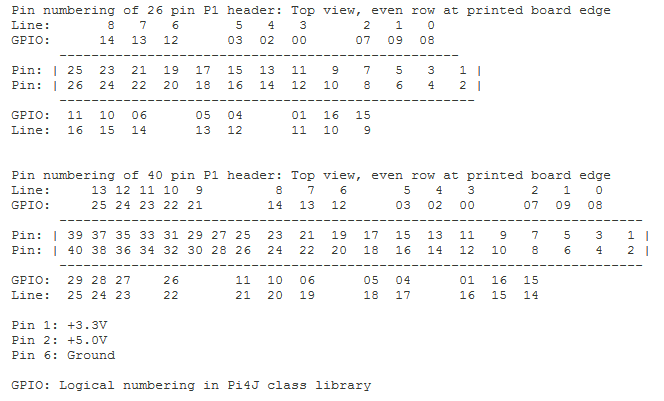 Pin numbering of 26 pin P1 header: Top view, even row at printed board edge
Line:       8   7  6       5   4   3       2   1   0
GPIO:      14  13  12      03  02  00      07  09  08
      --------------------------------------------------
Pin: | 25  23  21  19  17  15  13  11   9   7   5   3   1 |
Pin: | 26  24  22  20  18  16  14  12  10   8   6   4   2 |
      ----------------------------------------------------
GPIO:  11  10  06      05  04      01  16  15
Line:  16  15  14      13  12      11  10   9
Pin numbering of 40 pin P1 header: Top view, even row at printed board edge
Line:     13 12 11 10  9         8   7   6       5   4   3       2   1   0
GPIO:     25 24 23 22 21        14  13  12      03  02  00      07  09  08
      -------------------------------------------------------------------------
Pin: | 39 37 35 33 31 29 27 25  23  21  19  17  15  13  11   9   7   5   3   1 |
Pin: | 40 38 36 34 32 30 28 26  24  22  20  18  16  14  12  10   8   6   4   2 |
      -------------------------------------------------------------------------
GPIO:  29 28 27    26       11  10  06      05  04      01  16  15
Line:  25 24 23    22       21  20  19      18  17      16  15  14
Pin 1: +3.3V
Pin 2: +5.0V
Pin 6: Ground
GPIO: Logical numbering in Pi4J class library